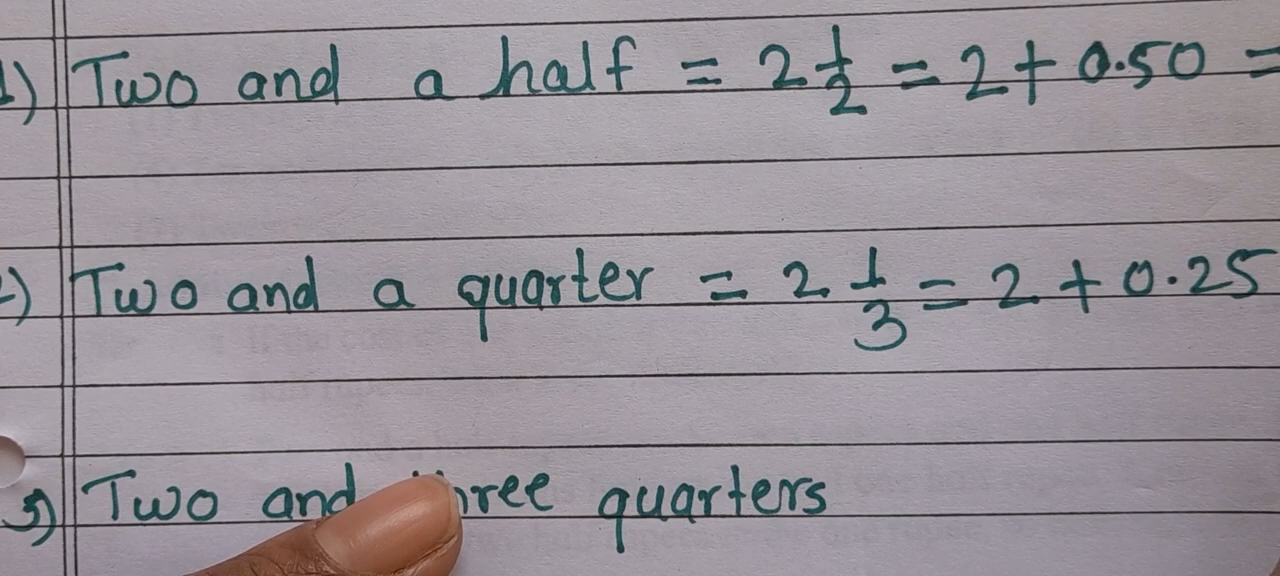 1) Two and a half = 2 1/2 = 2 + 0.50 =
2) Two and a quarter = 2 1/3 = 2 + 0.25
3) Two and quarters